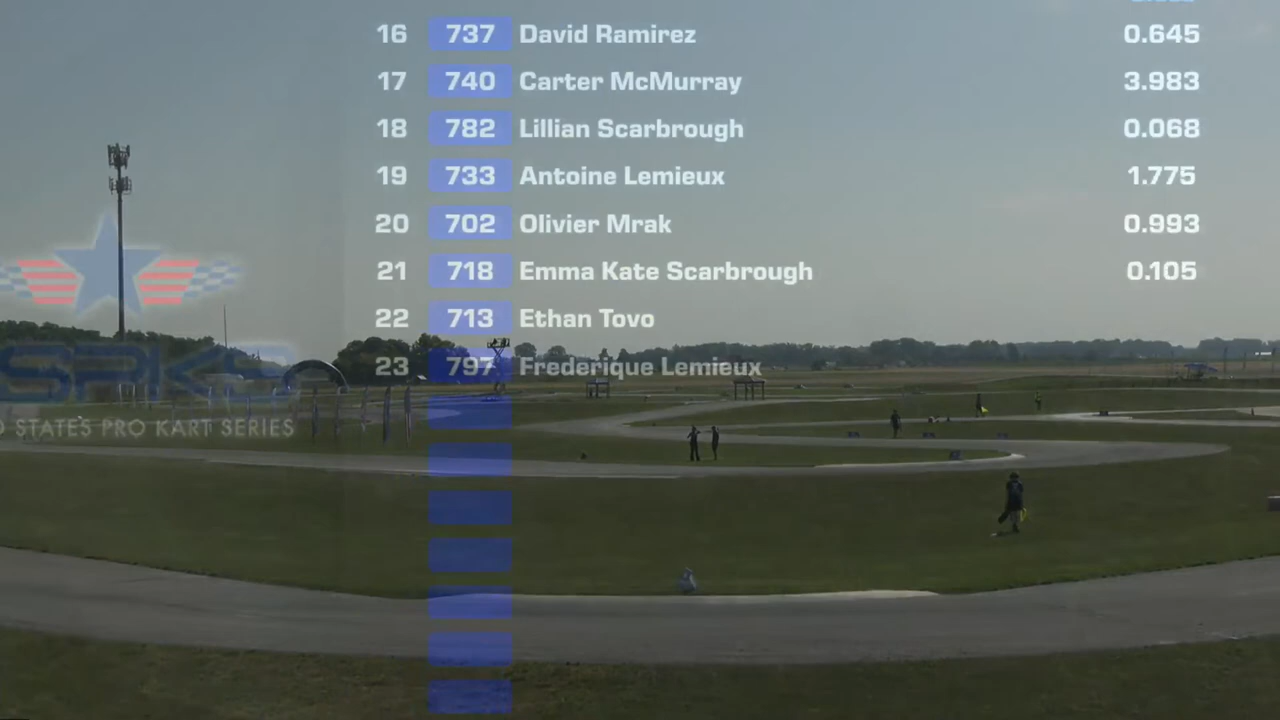 16 737 David Ramirez 0.645
17 740 Carter McMurray 3.983
18 782 Lillian Scarbrough 0.068
19 733 Antoine Lemieux 1.775
20 702 Olivier Mrak 0.993
21 718 Emma Kate Scarbrough 0.105
22 713 Ethan Tovo
23 797 Frederique Lemieux
SPKS
D STATES PRO KART SERIES